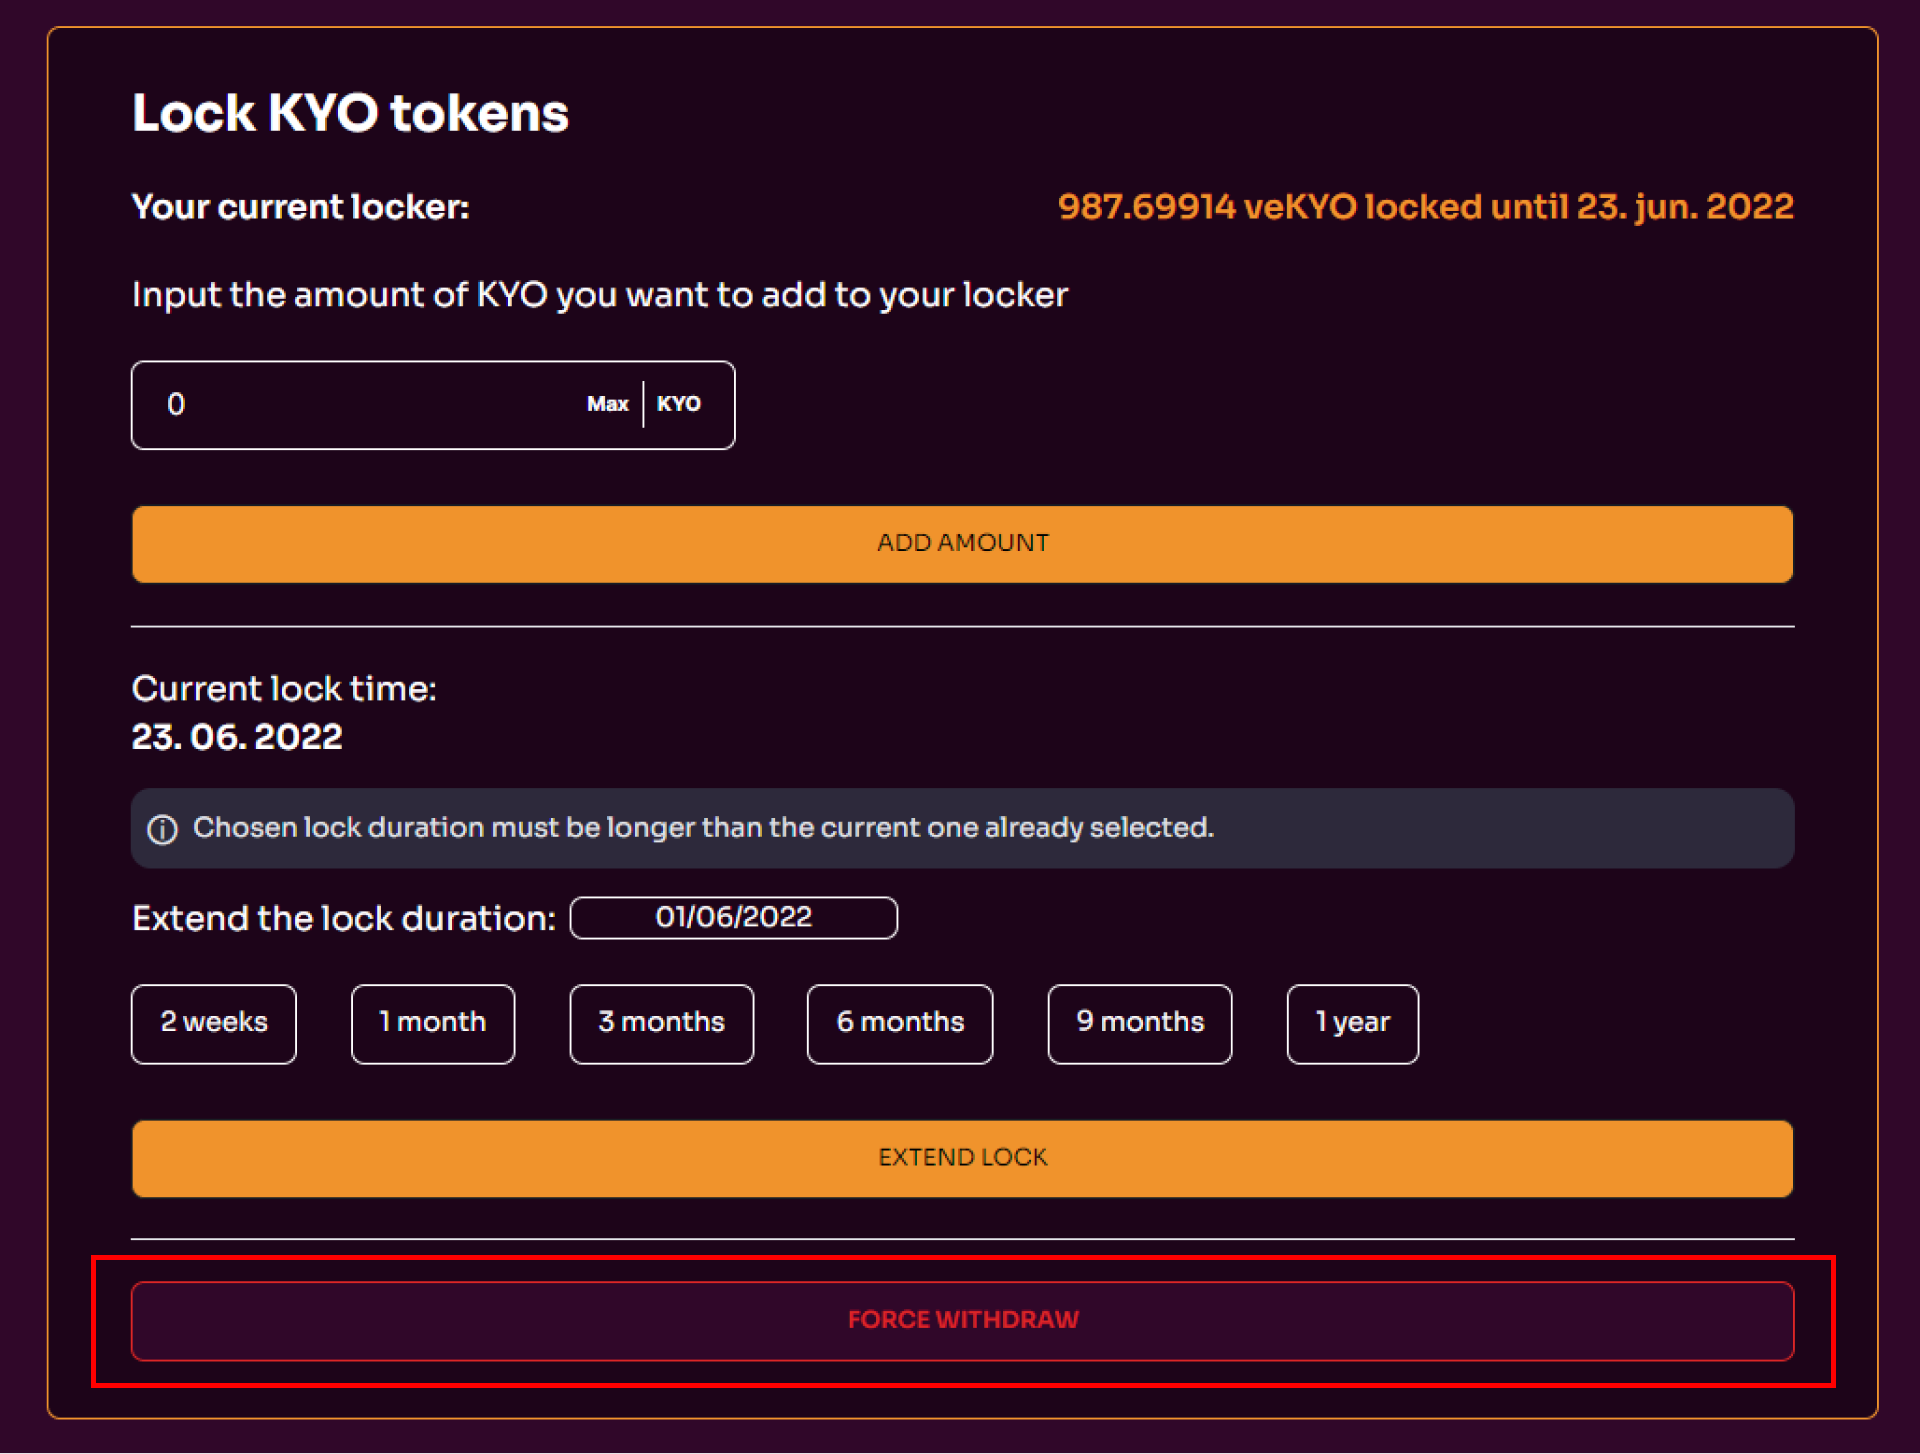 Lock KYO tokens
Your current locker: 987.69914 veKYO locked until 23. jun. 2022
Input the amount of KYO you want to add to your locker
0 Max KYO
ADD AMOUNT
Current lock time:
23. 06. 2022
Chosen lock duration must be longer than the current one already selected.
Extend the lock duration: 01/06/2022
2 weeks 1 month 3 months 6 months 9 months 1 year
EXTEND LOCK
FORCE WITHDRAW